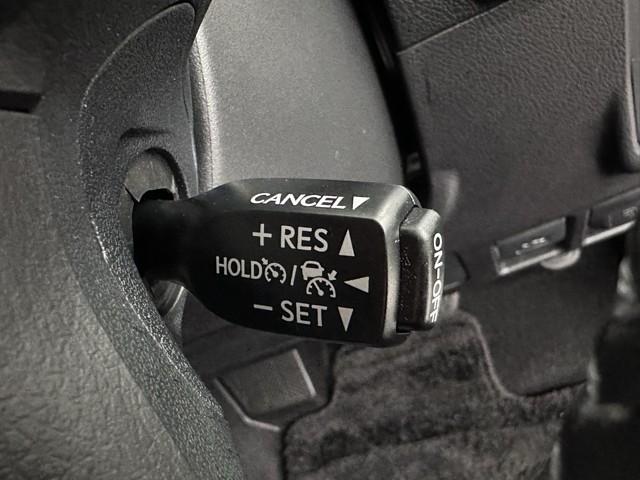 CANCEL▼
+ RES ▲
HOLD / ◄
− SET ▼
ON-OFF